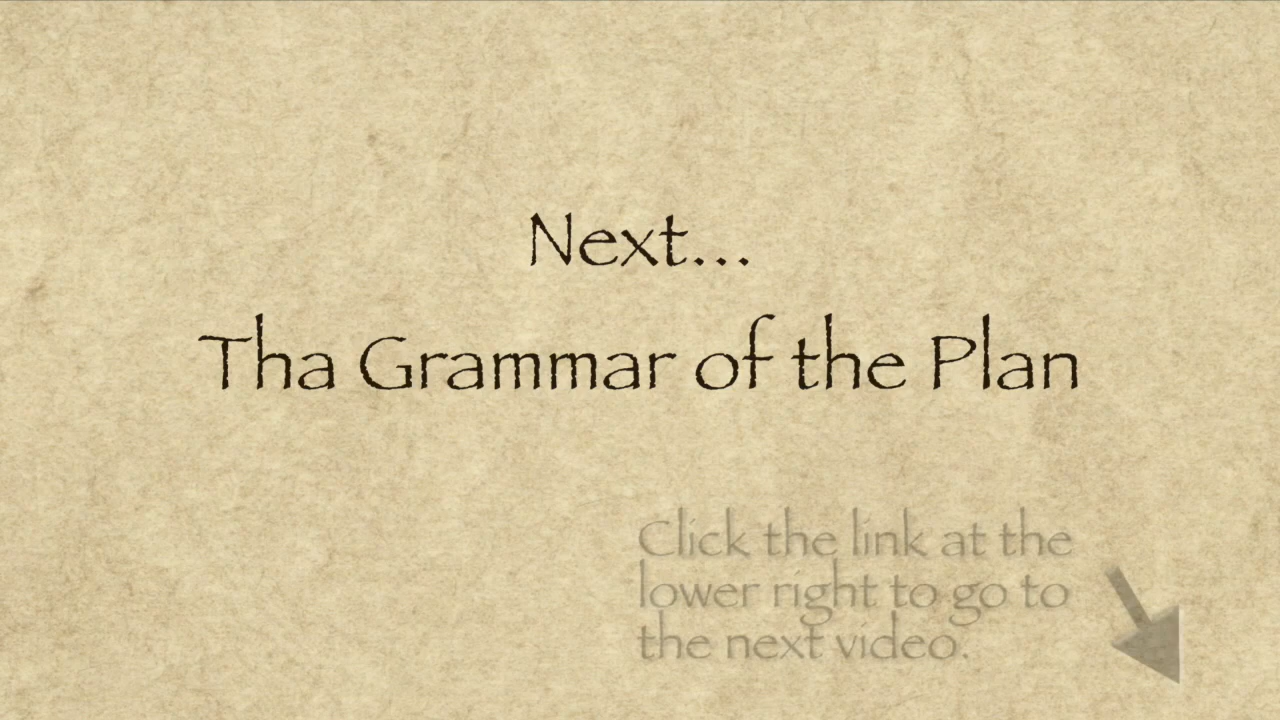 Next...
Tha Grammar of the Plan
Click the link at the
lower right to go to
the next video.